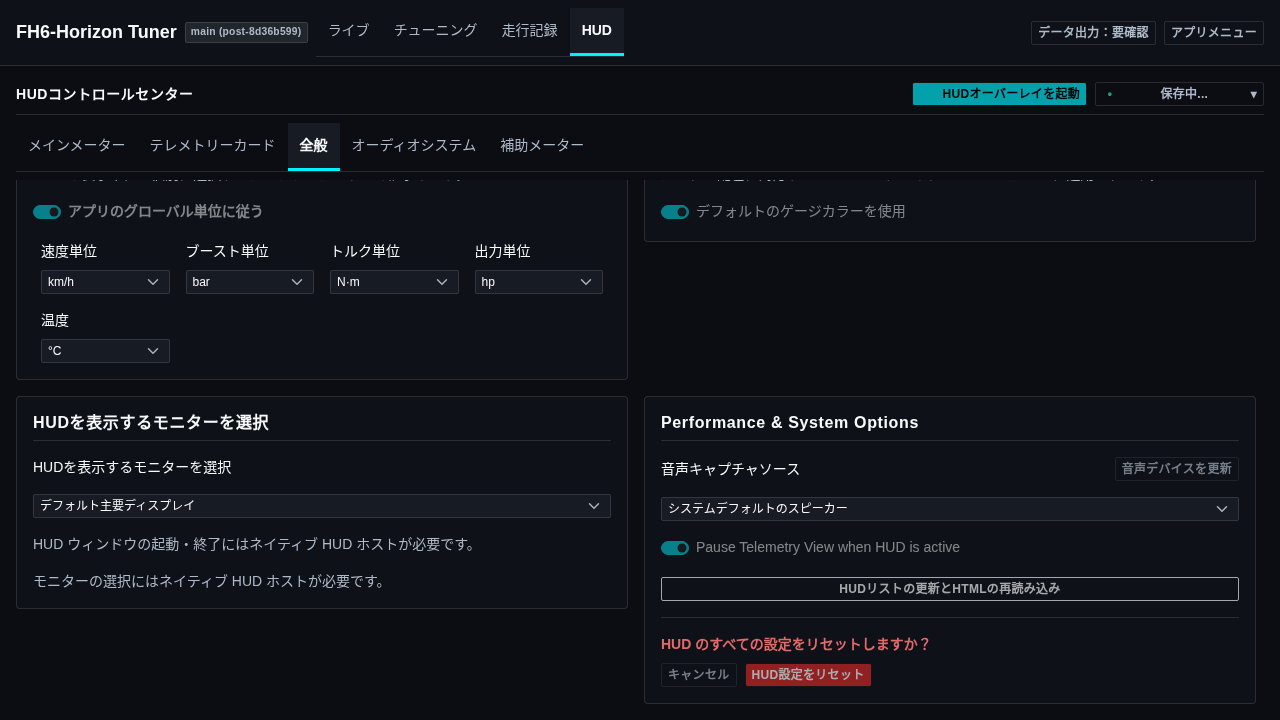 FH6-Horizon Tuner
main (post-8d36b599)
ライブ
チューニング
走行記録
HUD
データ出力：要確認
アプリメニュー
HUDコントロールセンター
HUDオーバーレイを起動
保存中...
メインメーター
テレメトリーカード
全般
オーディオシステム
補助メーター
アプリのグローバル単位に従う
速度単位
ブースト単位
トルク単位
出力単位
km/h
bar
N·m
hp
温度
°C
デフォルトのゲージカラーを使用
HUDを表示するモニターを選択
HUDを表示するモニターを選択
デフォルト主要ディスプレイ
HUD ウィンドウの起動・終了にはネイティブ HUD ホストが必要です。
モニターの選択にはネイティブ HUD ホストが必要です。
Performance & System Options
音声キャプチャソース
音声デバイスを更新
システムデフォルトのスピーカー
Pause Telemetry View when HUD is active
HUDリストの更新とHTMLの再読み込み
HUD のすべての設定をリセットしますか？
キャンセル
HUD設定をリセット